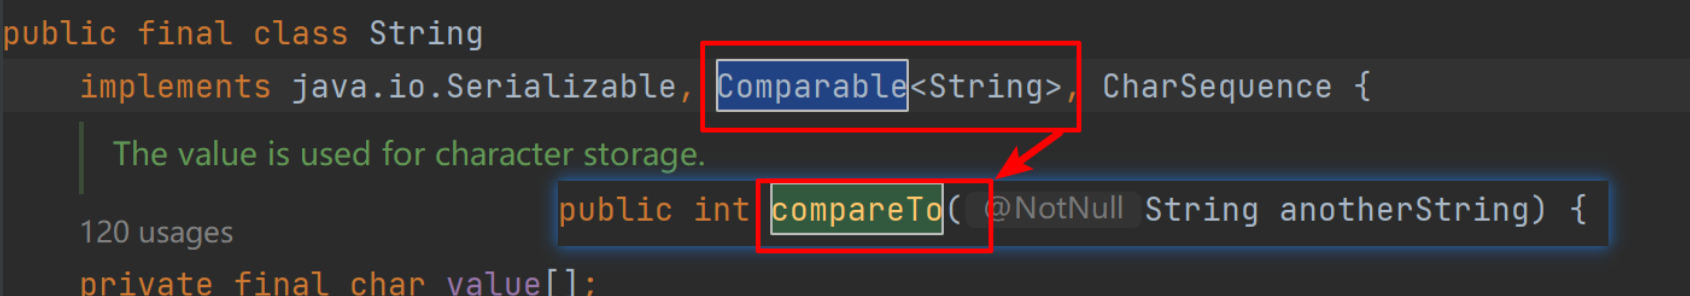 public final class String
implements java.io.Serializable, Comparable<String>, CharSequence {
The value is used for character storage.
public int compareTo( @NotNull String anotherString) {
120 usages
private final char value[];